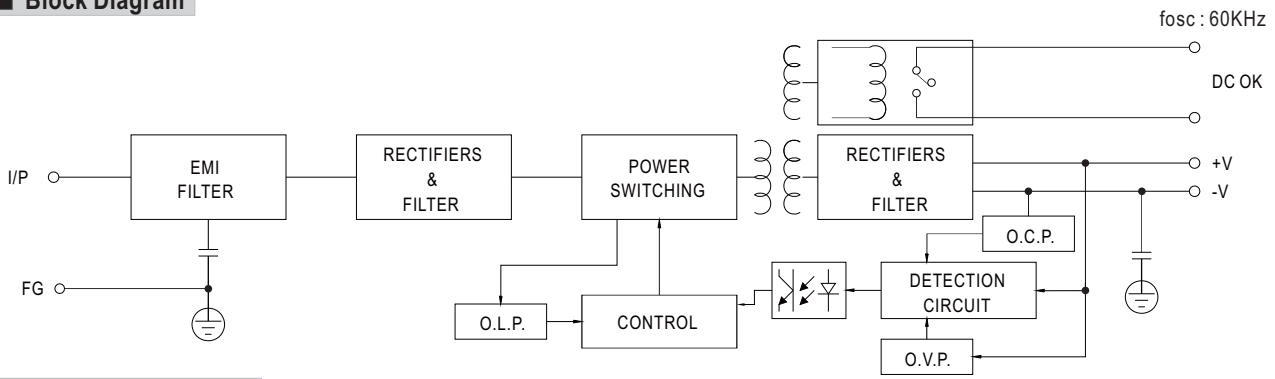 ■ Block Diagram
fosc : 60KHz
DC OK
I/P
EMI
FILTER
RECTIFIERS
&
FILTER
POWER
SWITCHING
RECTIFIERS
&
FILTER
+V
-V
O.C.P.
FG
O.L.P.
CONTROL
DETECTION
CIRCUIT
O.V.P.